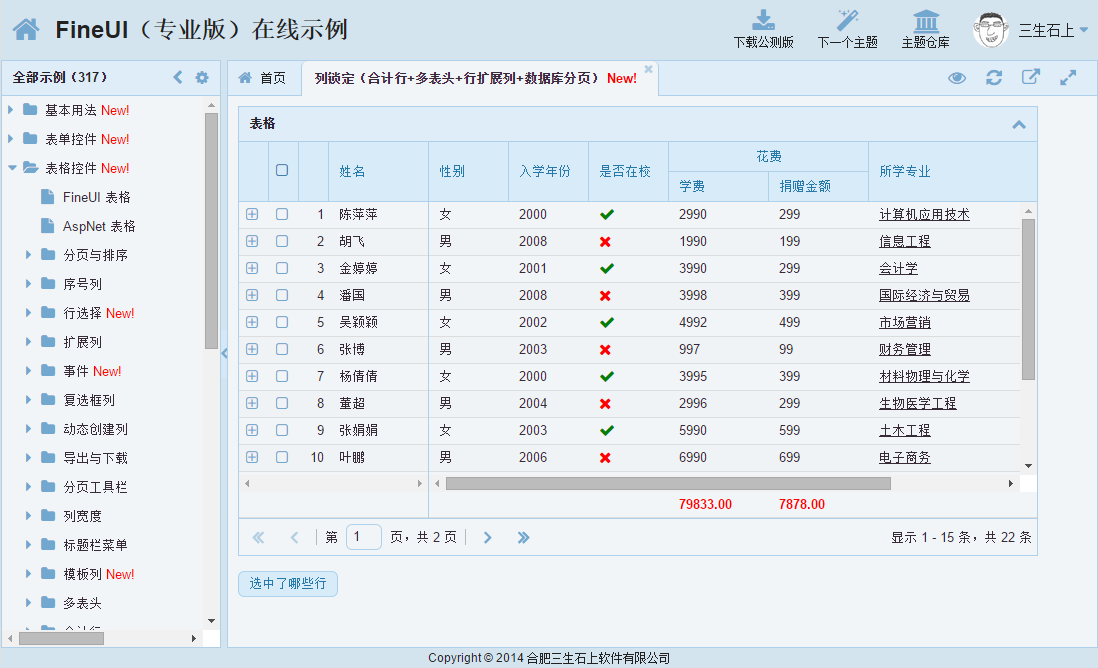 FineUI（专业版）在线示例
下载公测版 下一个主题 主题仓库 三生石上
全部示例（317）
基本用法 New!
表单控件 New!
表格控件 New!
FineUI 表格
AspNet 表格
分页与排序
序号列
行选择 New!
扩展列
事件 New!
复选框列
动态创建列
导出与下载
分页工具栏
列宽度
标题栏菜单
模板列 New!
多表头
合计行
首页 列锁定（合计行+多表头+行扩展列+数据库分页） New!
表格
姓名 性别 入学年份 是否在校 花费 所学专业
学费 捐赠金额
1 陈萍萍 女 2000 2990 299 计算机应用技术
2 胡飞 男 2008 1990 199 信息工程
3 金婷婷 女 2001 3990 299 会计学
4 潘国 男 2008 3998 399 国际经济与贸易
5 吴颖颖 女 2002 4992 499 市场营销
6 张博 男 2003 997 99 财务管理
7 杨倩倩 女 2000 3995 399 材料物理与化学
8 董超 男 2004 2996 299 生物医学工程
9 张娟娟 女 2003 5990 599 土木工程
10 叶鹏 男 2006 6990 699 电子商务
79833.00 7878.00
第 1 页，共 2 页 显示 1 - 15 条，共 22 条
选中了哪些行
Copyright © 2014 合肥三生石上软件有限公司